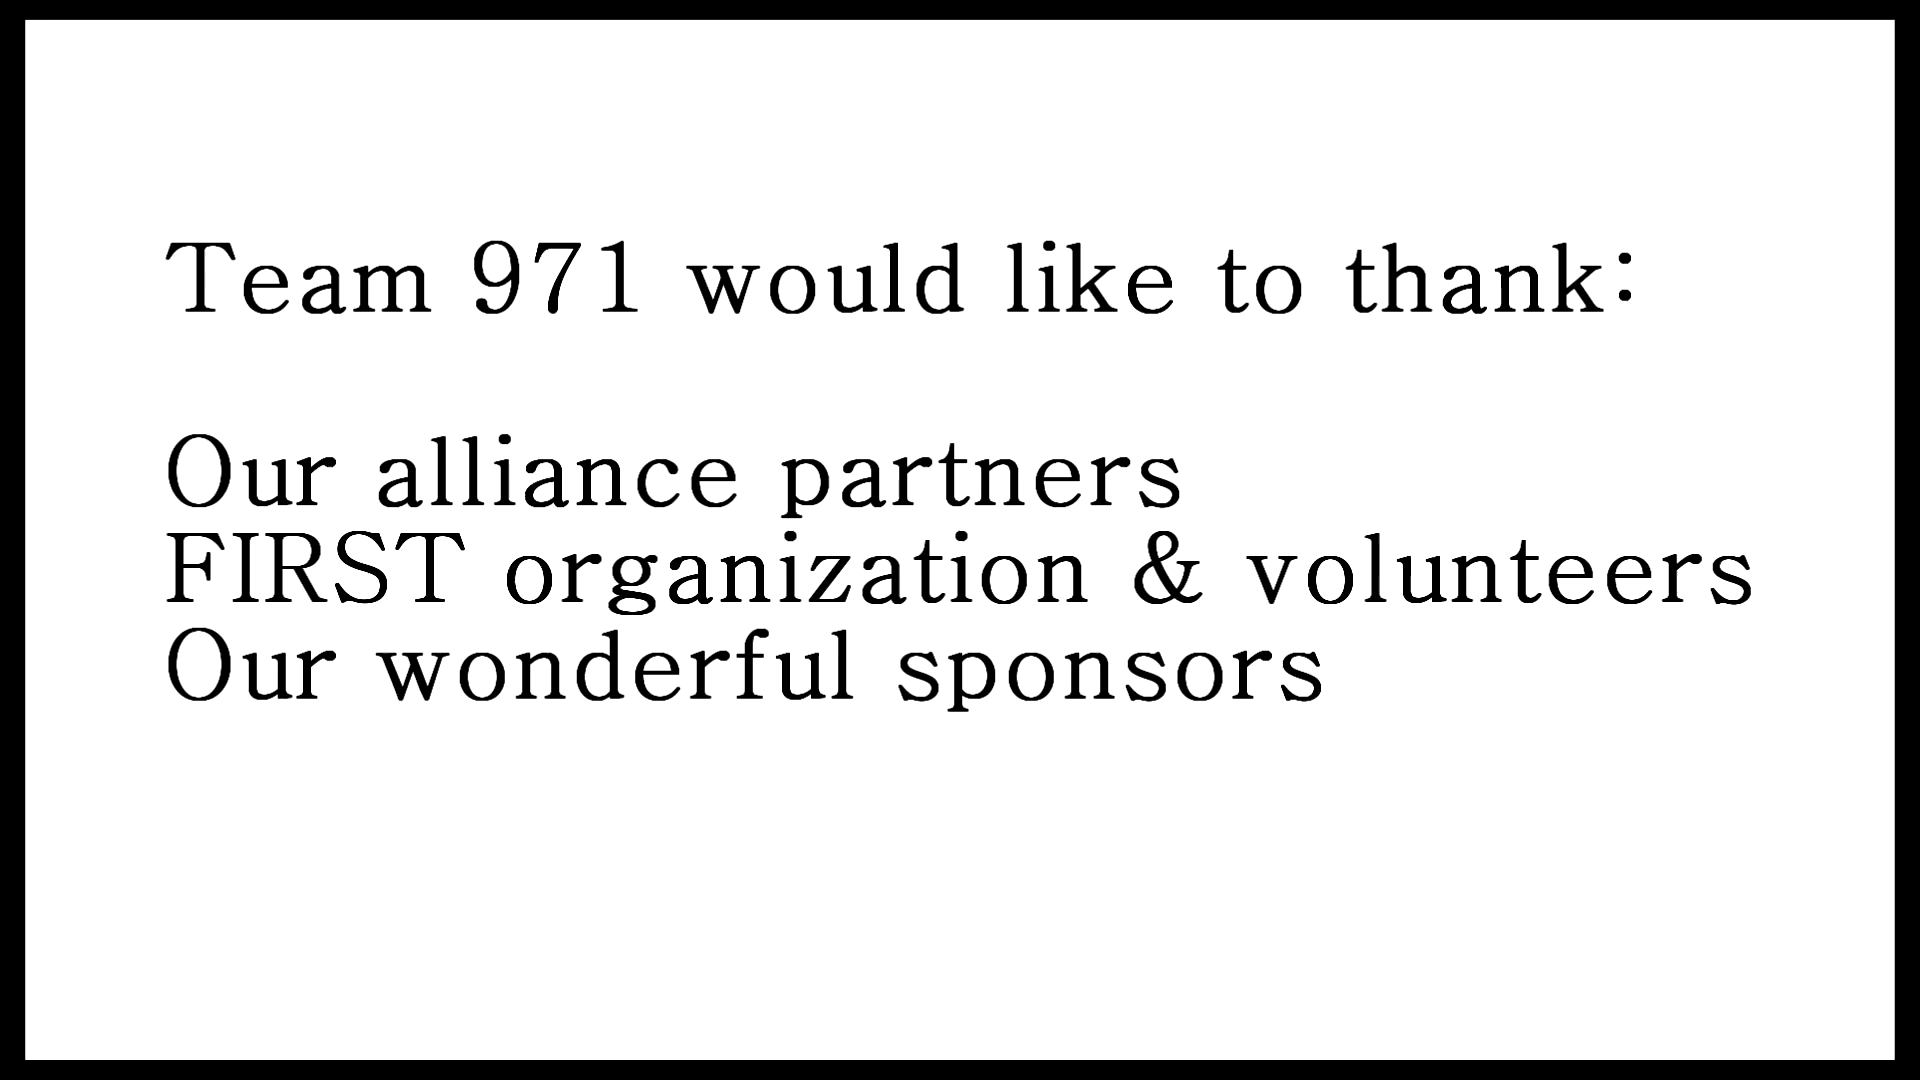 Team 971 would like to thank:
Our alliance partners
FIRST organization & volunteers
Our wonderful sponsors